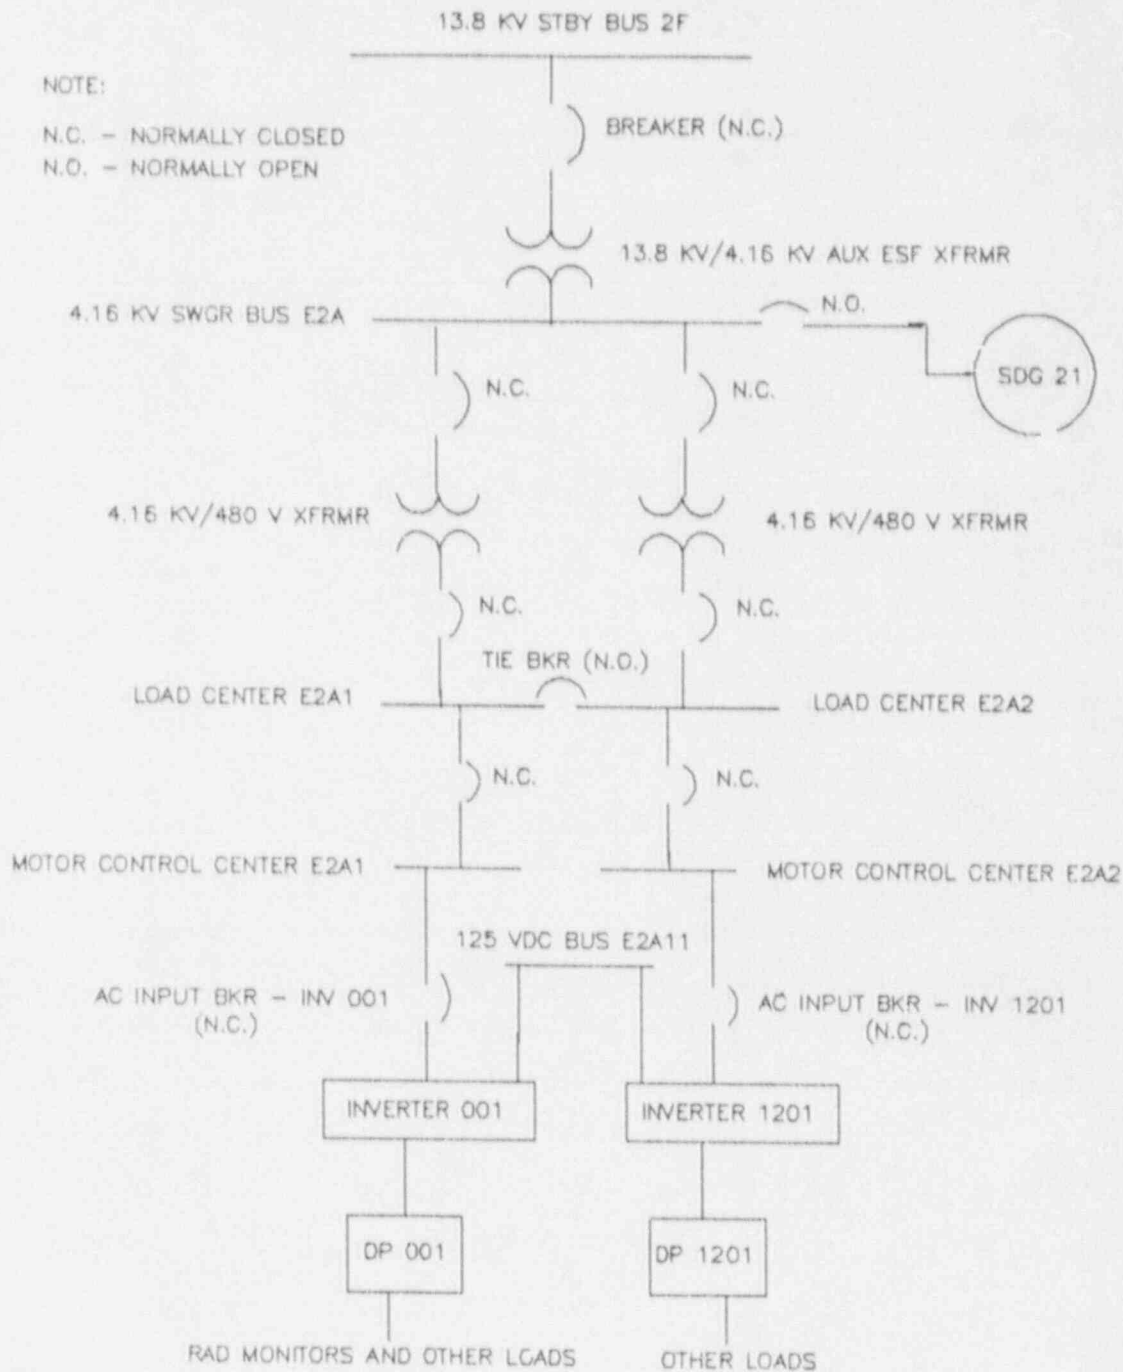 13.8 KV STBY BUS 2F
NOTE:
N.C. - NORMALLY CLOSED
N.O. - NORMALLY OPEN
BREAKER (N.C.)
13.8 KV/4.16 KV AUX ESF XFRMR
4.16 KV SWGR BUS E2A
N.O.
SDG 21
N.C.
N.C.
4.16 KV/480 V XFRMR
4.16 KV/480 V XFRMR
N.C.
N.C.
TIE BKR (N.O.)
LOAD CENTER E2A1
LOAD CENTER E2A2
N.C.
N.C.
MOTOR CONTROL CENTER E2A1
MOTOR CONTROL CENTER E2A2
125 VDC BUS E2A11
AC INPUT BKR - INV 001
(N.C.)
AC INPUT BKR - INV 1201
(N.C.)
INVERTER 001
INVERTER 1201
DP 001
DP 1201
RAD MONITORS AND OTHER LOADS
OTHER LOADS